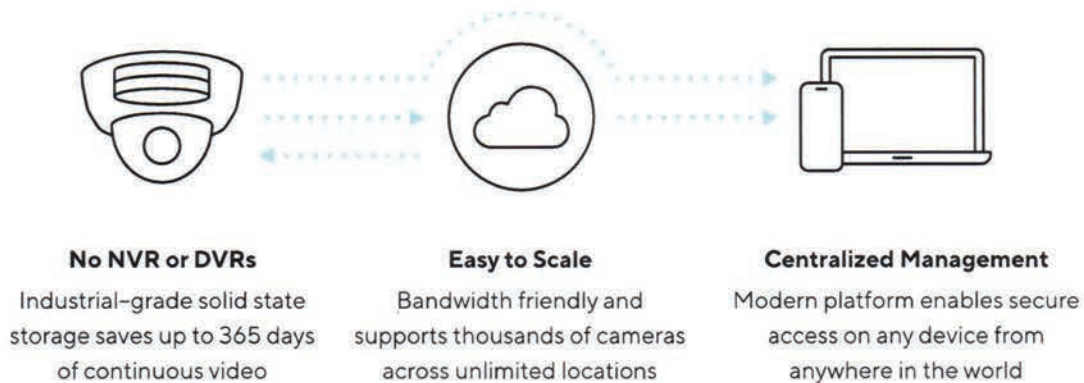 No NVR or DVRs
Industrial-grade solid state
storage saves up to 365 days
of continuous video
Easy to Scale
Bandwidth friendly and
supports thousands of cameras
across unlimited locations
Centralized Management
Modern platform enables secure
access on any device from
anywhere in the world